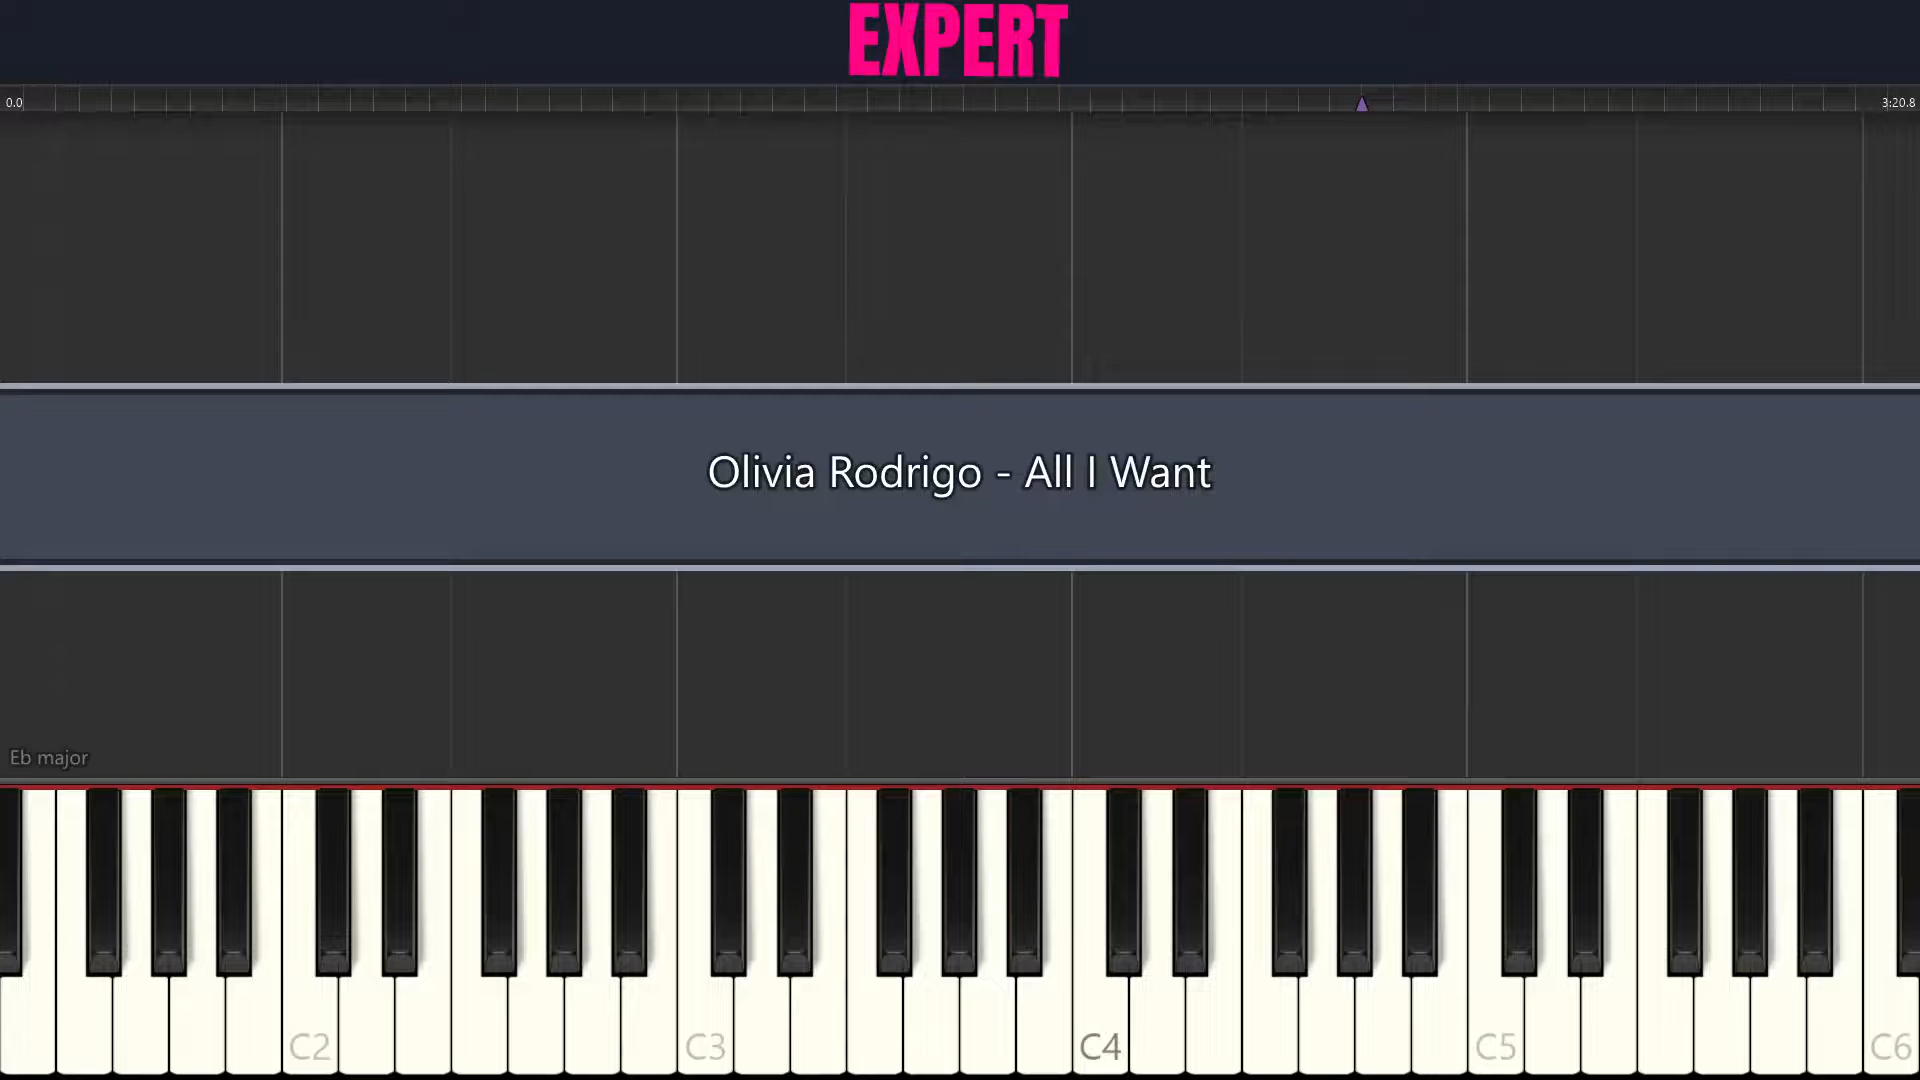 EXPERT
0.0
3:20.8
Olivia Rodrigo - All I Want
Eb major
C2
C3
C4
C5
C6